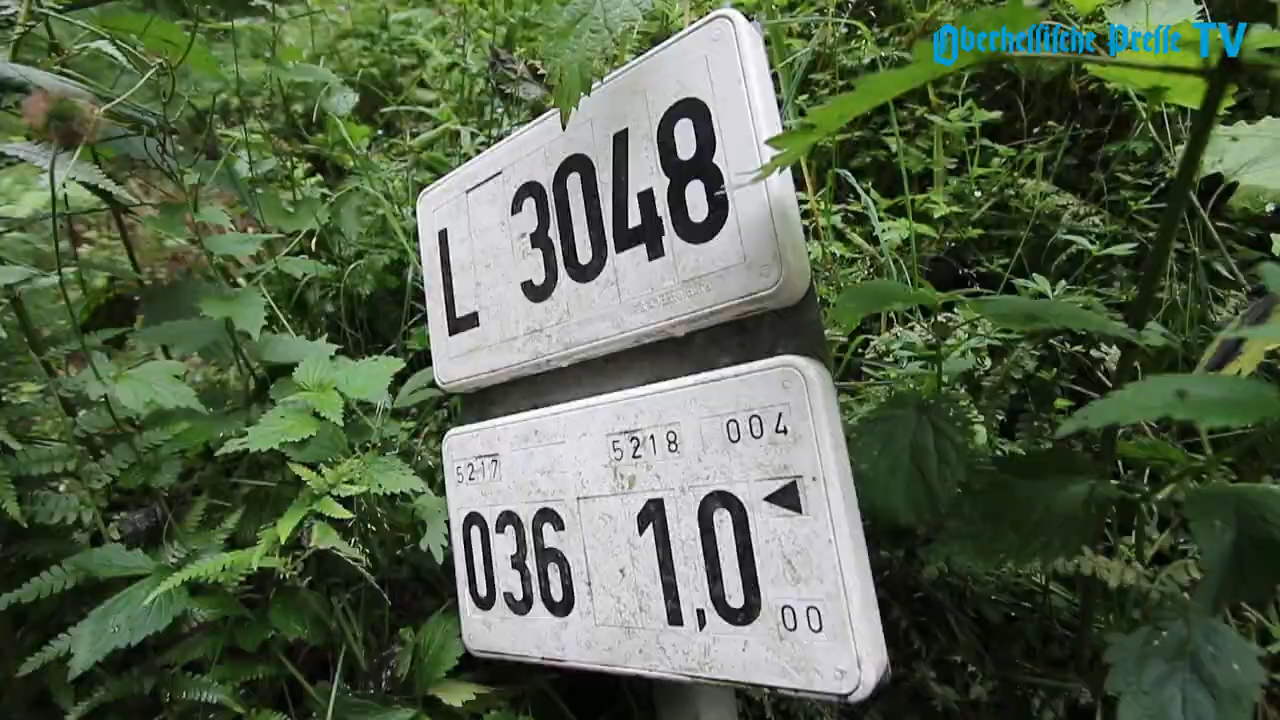 Oberhessische Presse TV
L 3048
5217 5218 004
036 1,0
00